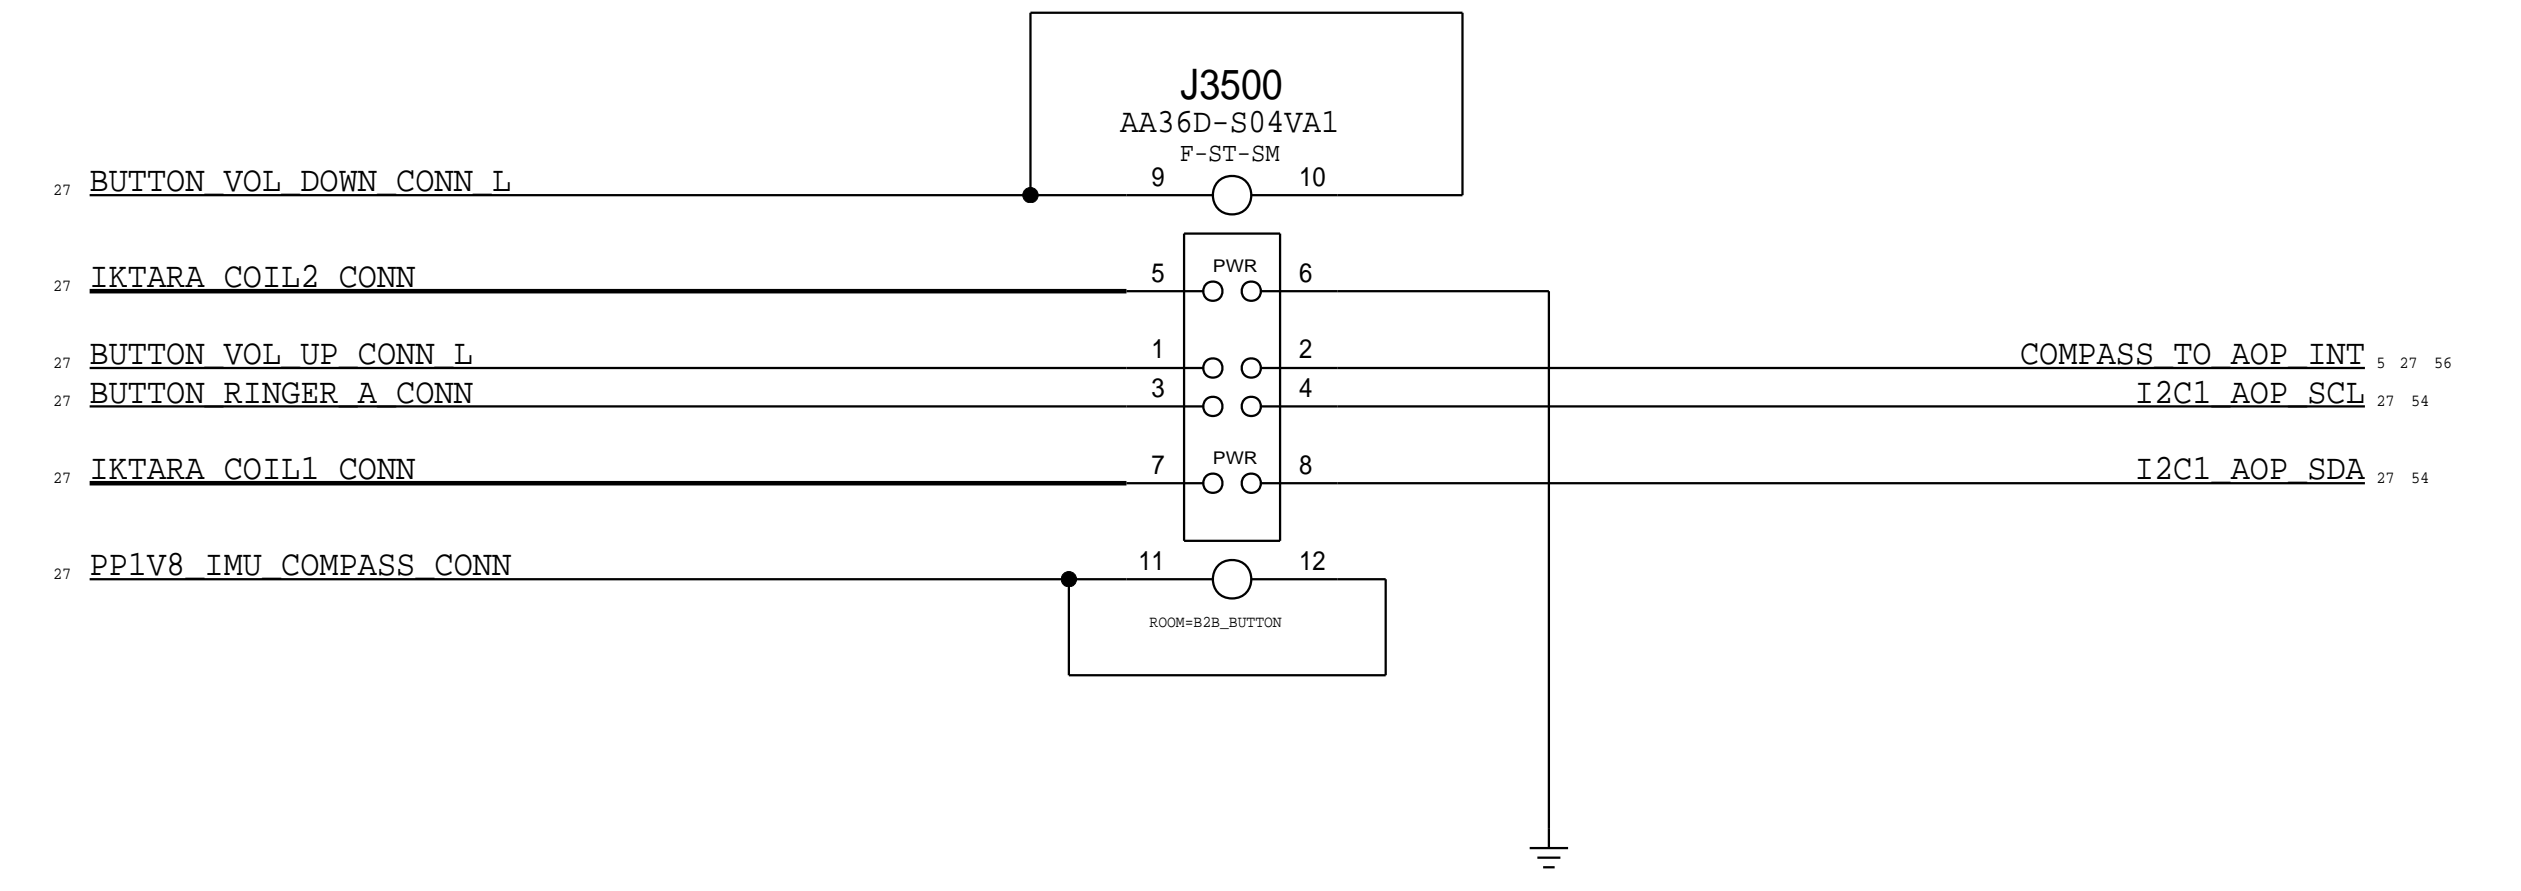 J3500
AA36D-S04VA1
F-ST-SM
27 BUTTON_VOL_DOWN_CONN_L 9 10
27 IKTARA_COIL2_CONN 5 PWR 6
27 BUTTON_VOL_UP_CONN_L 1 2 COMPASS_TO_AOP_INT 5 27 56
27 BUTTON_RINGER_A_CONN 3 4 I2C1_AOP_SCL 27 54
27 IKTARA_COIL1_CONN 7 PWR 8 I2C1_AOP_SDA 27 54
27 PP1V8_IMU_COMPASS_CONN 11 12
ROOM=B2B_BUTTON